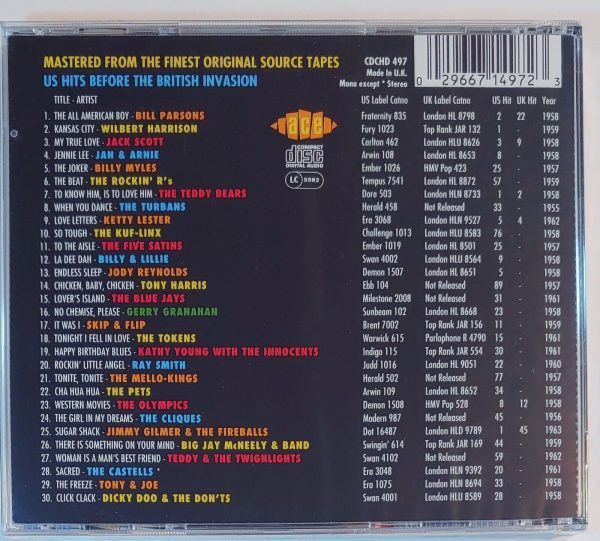 MASTERED FROM THE FINEST ORIGINAL SOURCE TAPES
US HITS BEFORE THE BRITISH INVASION
CDCHD 497
Made in U.K.
Mono except * Stereo
0 29667 14972 3
ace
COMPACT
disc
DIGITAL AUDIO
LC 5982
TITLE - ARTIST US Label Catno UK Label Catno US Hit UK Hit Year
1. THE ALL AMERICAN BOY - BILL PARSONS Fraternity 835 London HL 8798 2 22 1958
2. KANSAS CITY - WILBERT HARRISON Fury 1023 Top Rank JAR 132 1 - 1959
3. MY TRUE LOVE - JACK SCOTT Carlton 462 London HLU 8626 3 9 1958
4. JENNIE LEE - JAN & ARNIE Arwin 108 London HL 8653 8 - 1958
5. THE JOKER - BILLY MYLES Ember 1026 HMV Pop 423 25 - 1957
6. THE BEAT - THE ROCKIN' R's Tempus 7541 London HL 8872 57 - 1959
7. TO KNOW HIM, IS TO LOVE HIM - THE TEDDY BEARS Dore 503 London HLN 8733 1 2 1958
8. WHEN YOU DANCE - THE TURBANS Herald 458 Not Released 33 - 1955
9. LOVE LETTERS - KETTY LESTER Era 3068 London HLN 9527 5 4 1962
10. SO TOUGH - THE KUF-LINX Challenge 1013 London HLU 8583 76 - 1958
11. TO THE AISLE - THE FIVE SATINS Ember 1019 London HL 8501 25 - 1957
12. LA DEE DAH - BILLY & LILLIE Swan 4002 London HLU 8564 9 - 1958
13. ENDLESS SLEEP - JODY REYNOLDS Demon 1507 London HL 8651 5 - 1958
14. CHICKEN, BABY, CHICKEN - TONY HARRIS Ebb 104 Not Released 89 - 1957
15. LOVER'S ISLAND - THE BLUE JAYS Milestone 2008 Not Released 31 - 1961
16. NO CHEMISE, PLEASE - GERRY GRANAHAN Sunbeam 102 London HL 8668 23 - 1958
17. IT WAS I - SKIP & FLIP Brent 7002 Top Rank JAR 156 11 - 1959
18. TONIGHT I FELL IN LOVE - THE TOKENS Warwick 615 Parlophone R 4790 15 - 1961
19. HAPPY BIRTHDAY BLUES - KATHY YOUNG WITH THE INNOCENTS Indigo 115 Top Rank JAR 554 30 - 1961
20. ROCKIN' LITTLE ANGEL - RAY SMITH Judd 1016 London HL 9051 22 - 1960
21. TONITE, TONITE - THE MELLO-KINGS Herald 502 Not Released 77 - 1957
22. CHA HUA HUA - THE PETS Arwin 109 London HL 8652 34 - 1958
23. WESTERN MOVIES - THE OLYMPICS Demon 1508 HMV Pop 528 8 12 1958
24. THE GIRL IN MY DREAMS - THE CLIQUES Modern 987 Not Released 45 - 1956
25. SUGAR SHACK - JIMMY GILMER & THE FIREBALLS Dot 16487 London HLD 9789 1 45 1963
26. THERE IS SOMETHING ON YOUR MIND - BIG JAY McNEELY & BAND Swingin' 614 Top Rank JAR 169 44 - 1959
27. WOMAN IS A MAN'S BEST FRIEND - TEDDY & THE TWIGHLIGHTS Swan 4102 Not Released 59 - 1962
28. SACRED - THE CASTELLS * Era 3048 London HLN 9392 20 - 1961
29. THE FREEZE - TONY & JOE Era 1075 London HLN 8694 33 - 1958
30. CLICK CLACK - DICKY DOO & THE DON'TS Swan 4001 London HLU 8589 28 - 1958